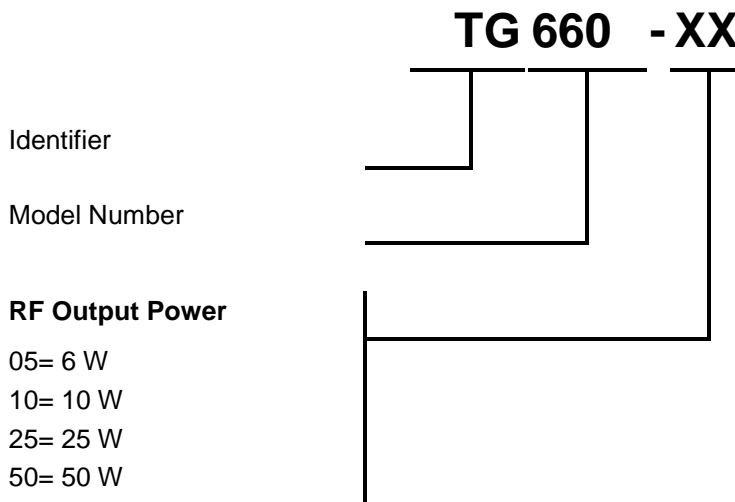 TG 660 - XX
Identifier
Model Number
RF Output Power
05= 6 W
10= 10 W
25= 25 W
50= 50 W